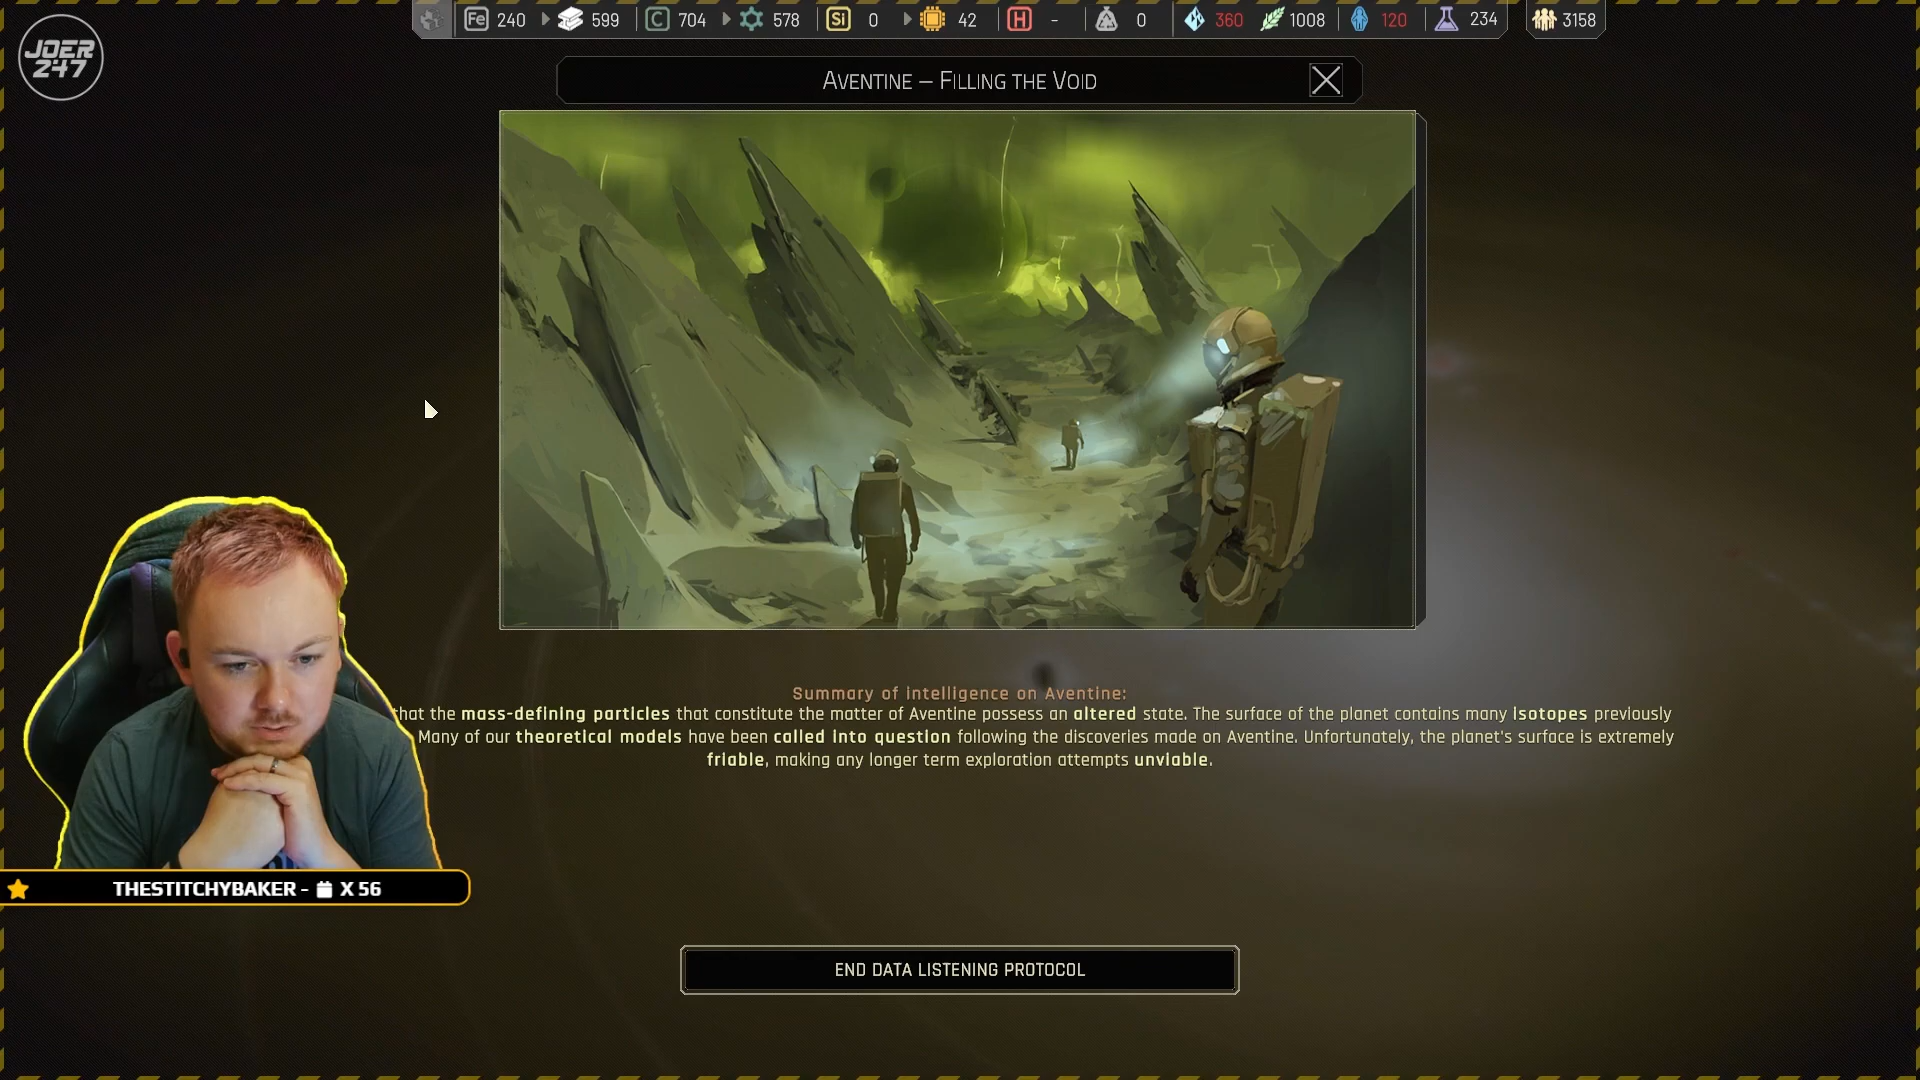 JOER
247
Fe 240 599 C 704 578 Si 0 42 H - 0 360 1008 120 234 3158
AVENTINE – FILLING THE VOID
Summary of intelligence on Aventine:
that the mass-defining particles that constitute the matter of Aventine possess an altered state. The surface of the planet contains many isotopes previously
Many of our theoretical models have been called into question following the discoveries made on Aventine. Unfortunately, the planet's surface is extremely
friable, making any longer term exploration attempts unviable.
THESTITCHYBAKER - X 56
END DATA LISTENING PROTOCOL